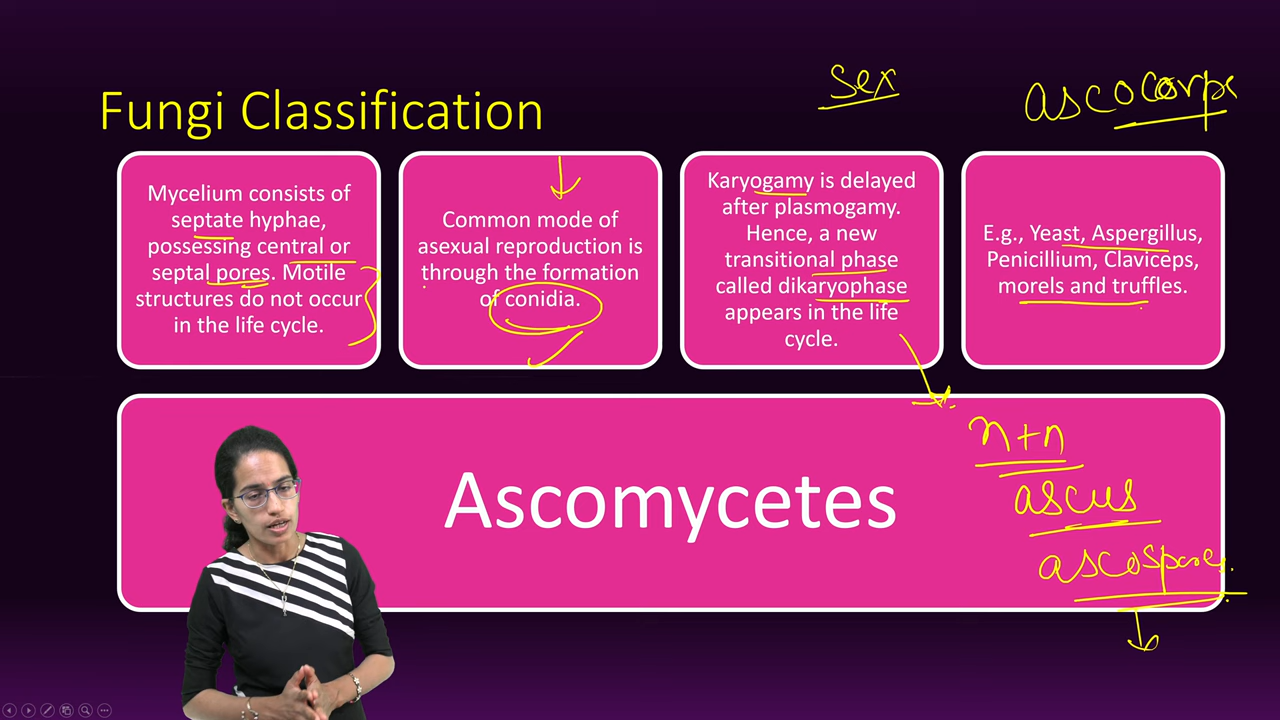 sex
ascocarps
Fungi Classification
Mycelium consists of
septate hyphae,
possessing central or
septal pores. Motile
structures do not occur
in the life cycle.
Common mode of
asexual reproduction is
through the formation
of conidia.
Karyogamy is delayed
after plasmogamy.
Hence, a new
transitional phase
called dikaryophase
appears in the life
cycle.
E.g., Yeast, Aspergillus,
Penicillium, Claviceps,
morels and truffles.
Ascomycetes
n+n
ascus
ascospores.